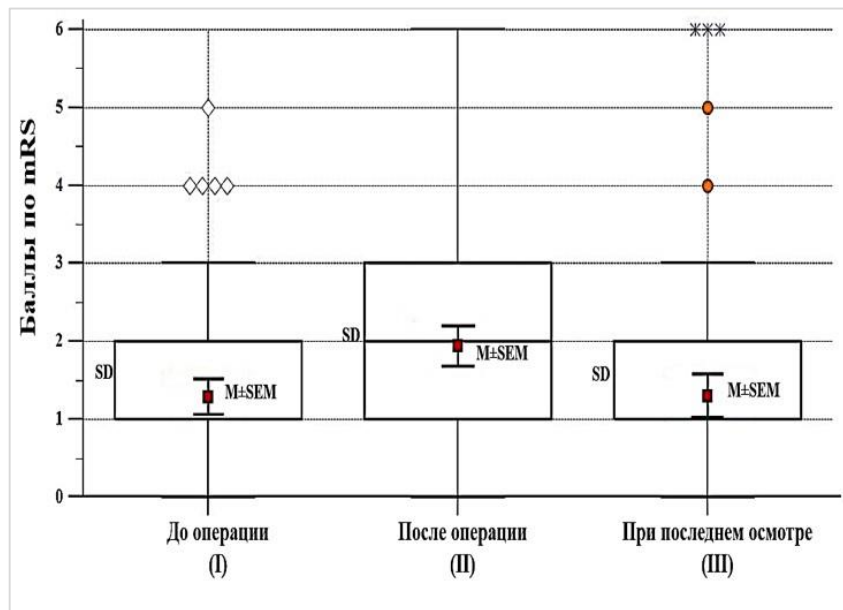 Баллы по mRS
6
5
4
3
2
1
0
SD
M±SEM
SD
M±SEM
SD
M±SEM
До операции
(I)
После операции
(II)
При последнем осмотре
(III)